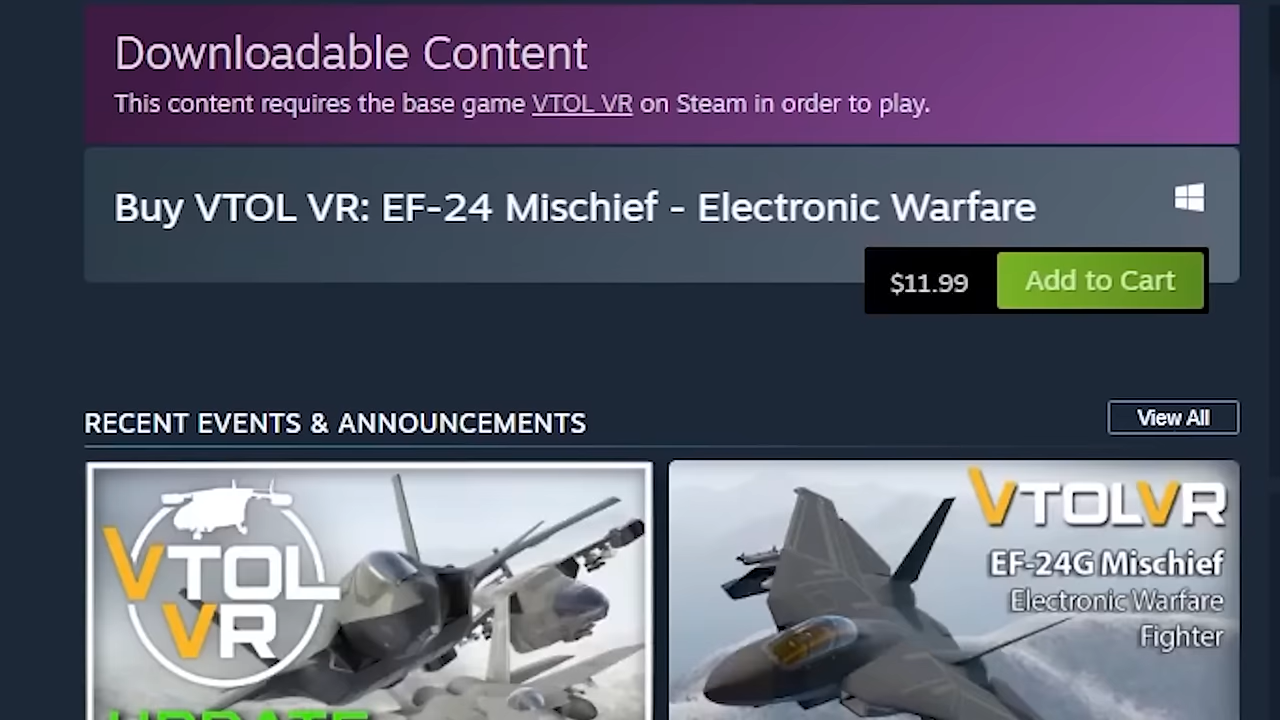 Downloadable Content
This content requires the base game VTOL VR on Steam in order to play.
Buy VTOL VR: EF-24 Mischief - Electronic Warfare
$11.99
Add to Cart
RECENT EVENTS & ANNOUNCEMENTS
View All
VTOL
VR
UPDATE
VTOLVR
EF-24G Mischief
Electronic Warfare
Fighter